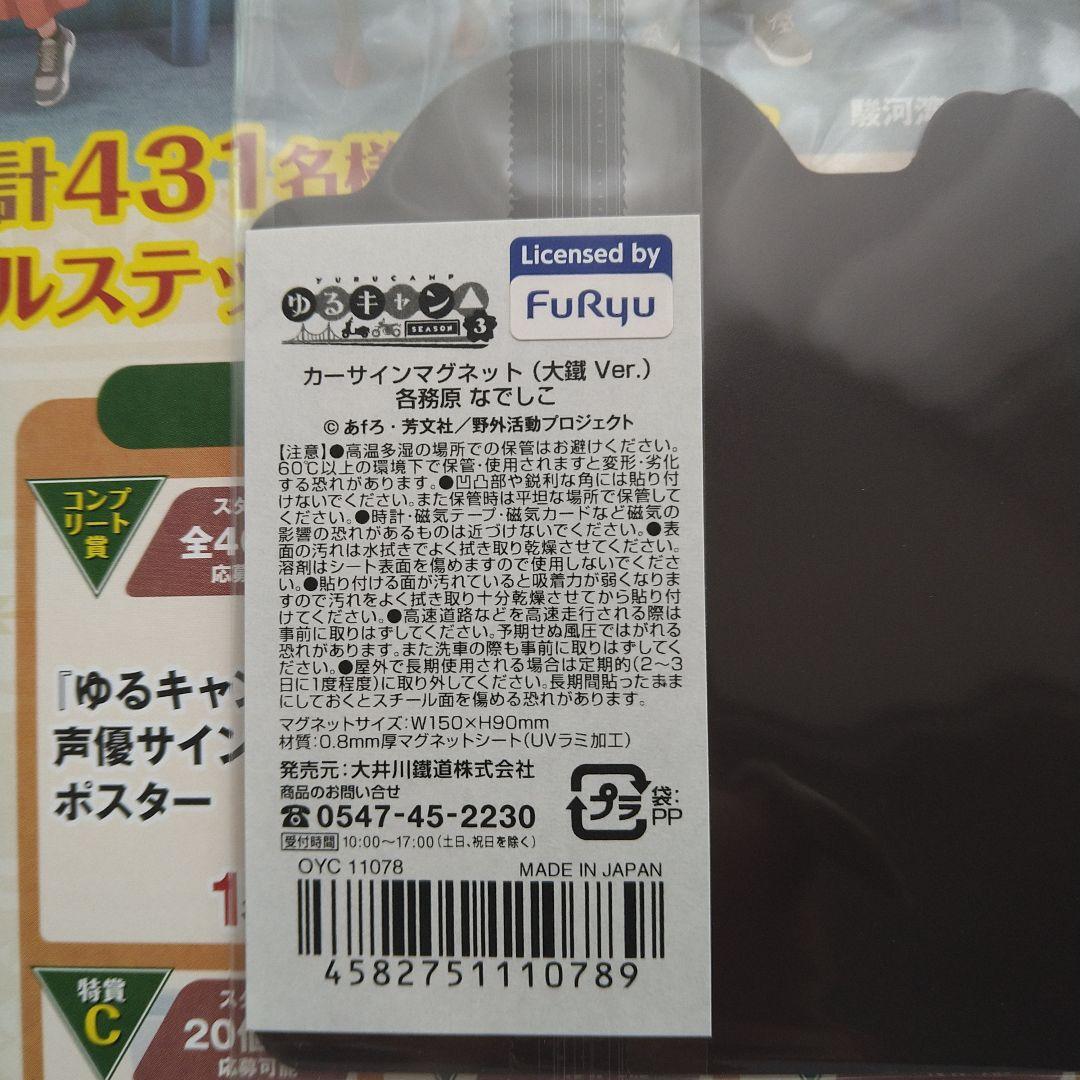 計431名様
駿河湾
ルステッ
Licensed by
FuRyu
YURUCAMP
ゆるキャン△
SEASON 3
カーサインマグネット（大鐵 Ver.）
各務原 なでしこ
© あfろ・芳文社／野外活動プロジェクト
【注意】●高温多湿の場所での保管はお避けください。
60℃以上の環境下で保管・使用されますと変形・劣化
する恐れがあります。●凹凸部や鋭利な角には貼り付
けないでください。また保管時は平坦な場所で保管して
ください。●時計・磁気テープ・磁気カードなど磁気の
影響の恐れがあるものは近づけないでください。●表
面の汚れは水拭きでよく拭き取り乾燥させてください。
溶剤はシート表面を傷めますので使用しないでくださ
い。●貼り付ける面が汚れていると吸着力が弱くなりま
すので汚れをよく拭き取り十分乾燥させてから貼り付
けてください。●高速道路などを高速走行される際は
事前に取りはずしてください。予期せぬ風圧ではがれる
恐れがあります。また洗車の際も事前に取りはずしてく
ださい。●屋外で長期使用される場合は定期的(2〜3
日に1度程度)に取り外してください。長期間貼ったまま
にしておくとスチール面を傷める恐れがあります。
マグネットサイズ：W150×H90mm
材質：0.8mm厚マグネットシート(UVラミ加工)
発売元：大井川鐵道株式会社
商品のお問い合せ
☎0547-45-2230
受付時間 10:00〜17:00（土日、祝日を除く）
プラ
袋：
PP
OYC 11078
MADE IN JAPAN
4582751110789
コンプ
リート
賞
全4
応募
『ゆるキャン
声優サイン
ポスター
1
特賞
C
20個
応募可能